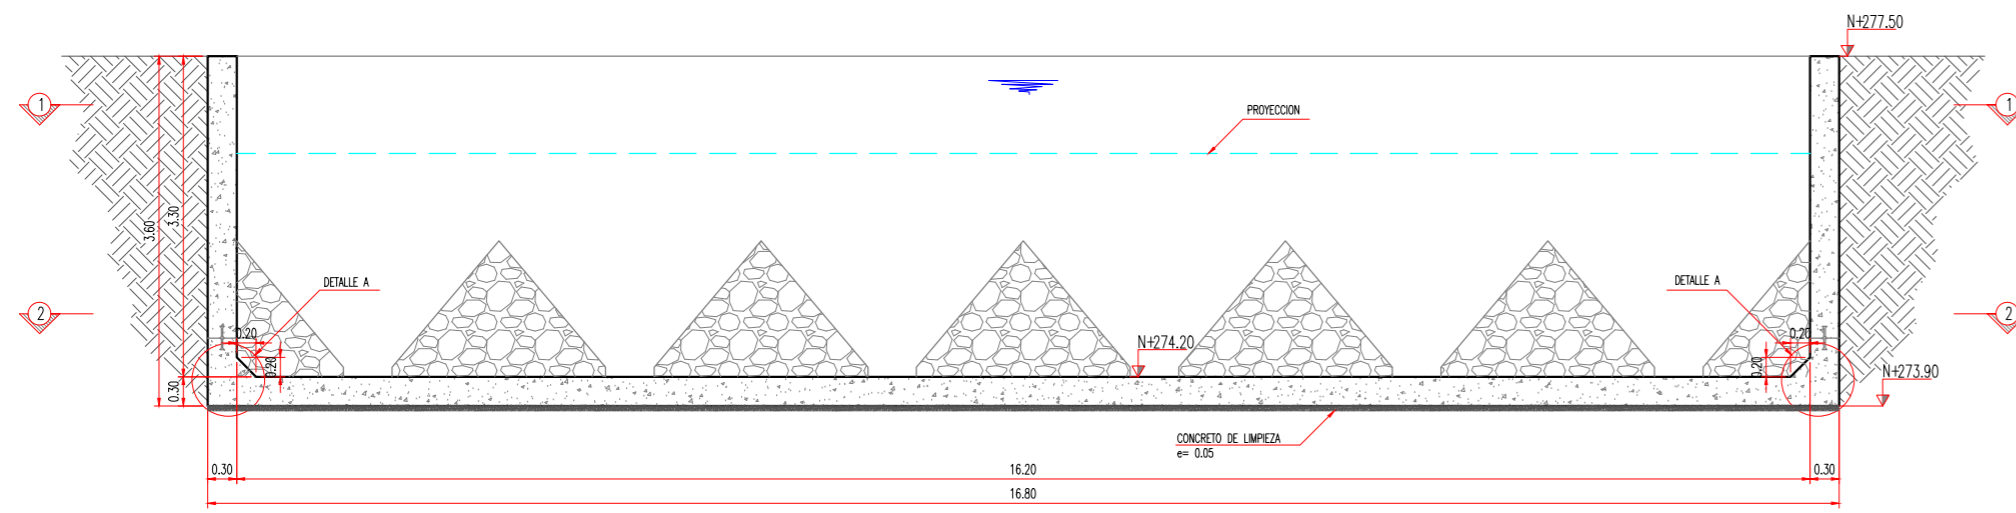 N+277.50
1
1
PROYECCION
3.60
3.30
DETALLE A
DETALLE A
2
2
0.20
0.20
0.20
0.20
N+274.20
N+273.90
0.30
CONCRETO DE LIMPIEZA
e= 0.05
0.30
16.20
0.30
16.80